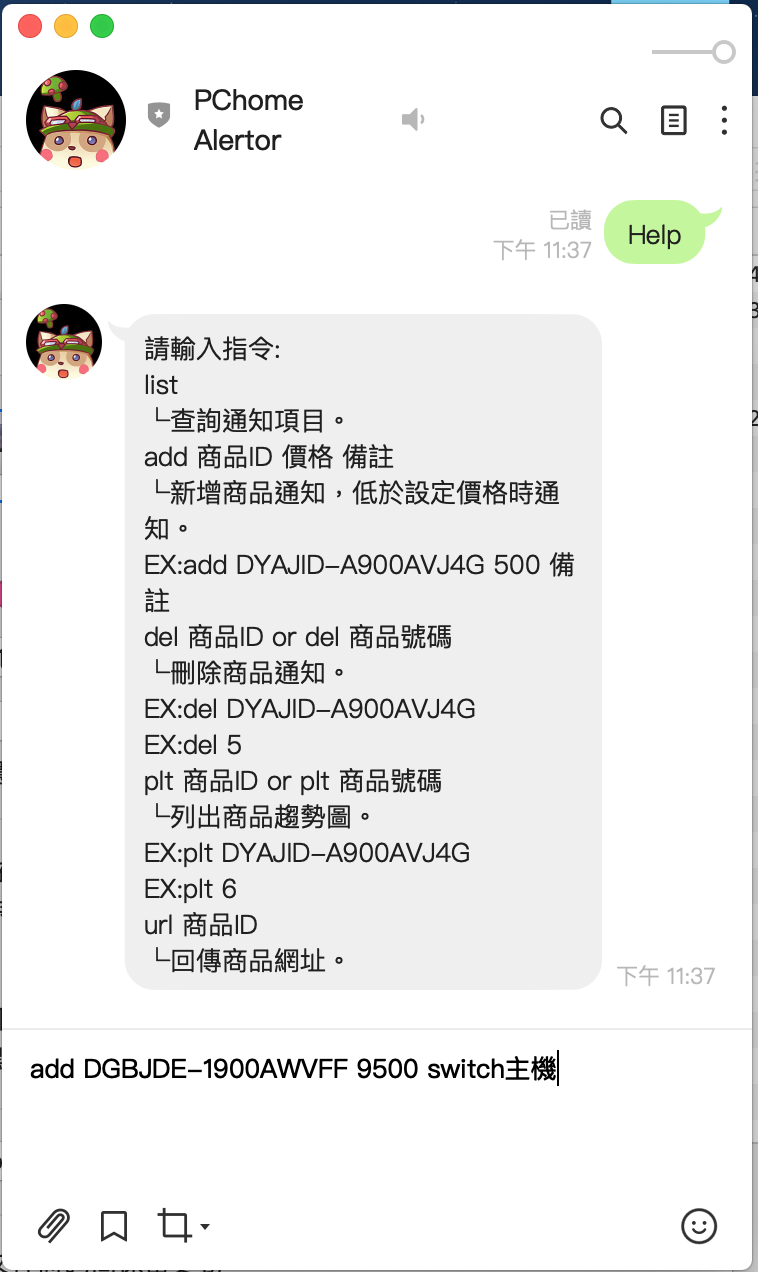 PChome
Alertor
已讀
下午 11:37
Help
請輸入指令:
list
└查詢通知項目。
add 商品ID 價格 備註
└新增商品通知，低於設定價格時通
知。
EX:add DYAJID-A900AVJ4G 500 備
註
del 商品ID or del 商品號碼
└刪除商品通知。
EX:del DYAJID-A900AVJ4G
EX:del 5
plt 商品ID or plt 商品號碼
└列出商品趨勢圖。
EX:plt DYAJID-A900AVJ4G
EX:plt 6
url 商品ID
└回傳商品網址。
下午 11:37
add DGBJDE-1900AWVFF 9500 switch主機